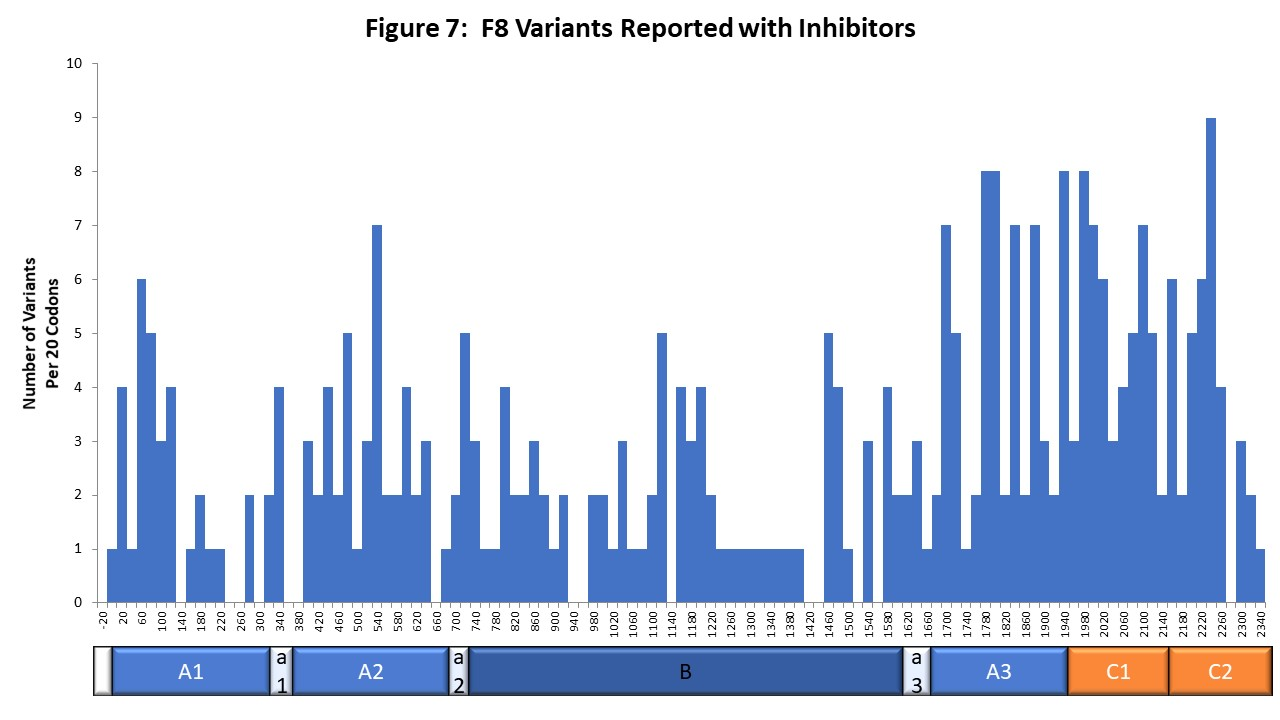 Figure 7: F8 Variants Reported with Inhibitors
Number of Variants
Per 20 Codons
10
9
8
7
6
5
4
3
2
1
0
-20 20 60 100 140 180 220 260 300 340 380 420 460 500 540 580 620 660 700 740 780 820 860 900 940 980 1020 1060 1100 1140 1180 1220 1260 1300 1340 1380 1420 1460 1500 1540 1580 1620 1660 1700 1740 1780 1820 1860 1900 1940 1980 2020 2060 2100 2140 2180 2220 2260 2300 2340
A1 a1 A2 a2 B a3 A3 C1 C2